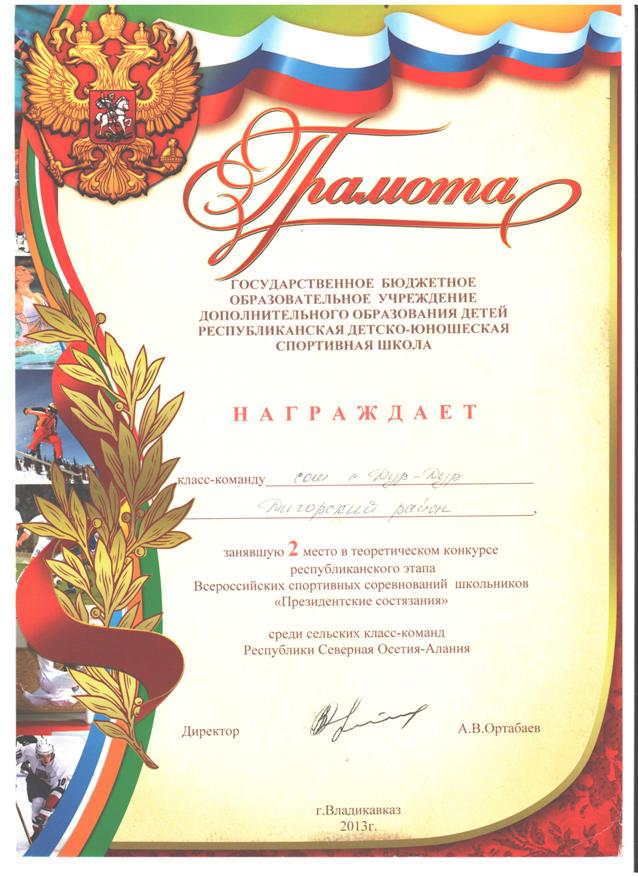 Грамота
ГОСУДАРСТВЕННОЕ БЮДЖЕТНОЕ
ОБРАЗОВАТЕЛЬНОЕ УЧРЕЖДЕНИЕ
ДОПОЛНИТЕЛЬНОГО ОБРАЗОВАНИЯ ДЕТЕЙ
РЕСПУБЛИКАНСКАЯ ДЕТСКО-ЮНОШЕСКАЯ
СПОРТИВНАЯ ШКОЛА
НАГРАЖДАЕТ
класс-команду сош с Дур-Дур
Дигорский район,
занявшую 2 место в теоретическом конкурсе
республиканского этапа
Всероссийских спортивных соревнований школьников
«Президентские состязания»
среди сельских класс-команд
Республики Северная Осетия-Алания
Директор А.В.Ортабаев
г.Владикавказ
2013г.